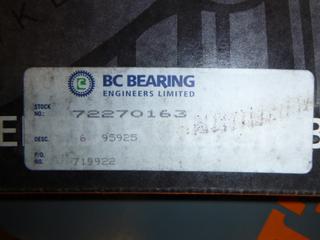 BC BEARING
ENGINEERS LIMITED
STOCK
NO.: 72270163
DESC. 6 95925
P/O
NO. 719922